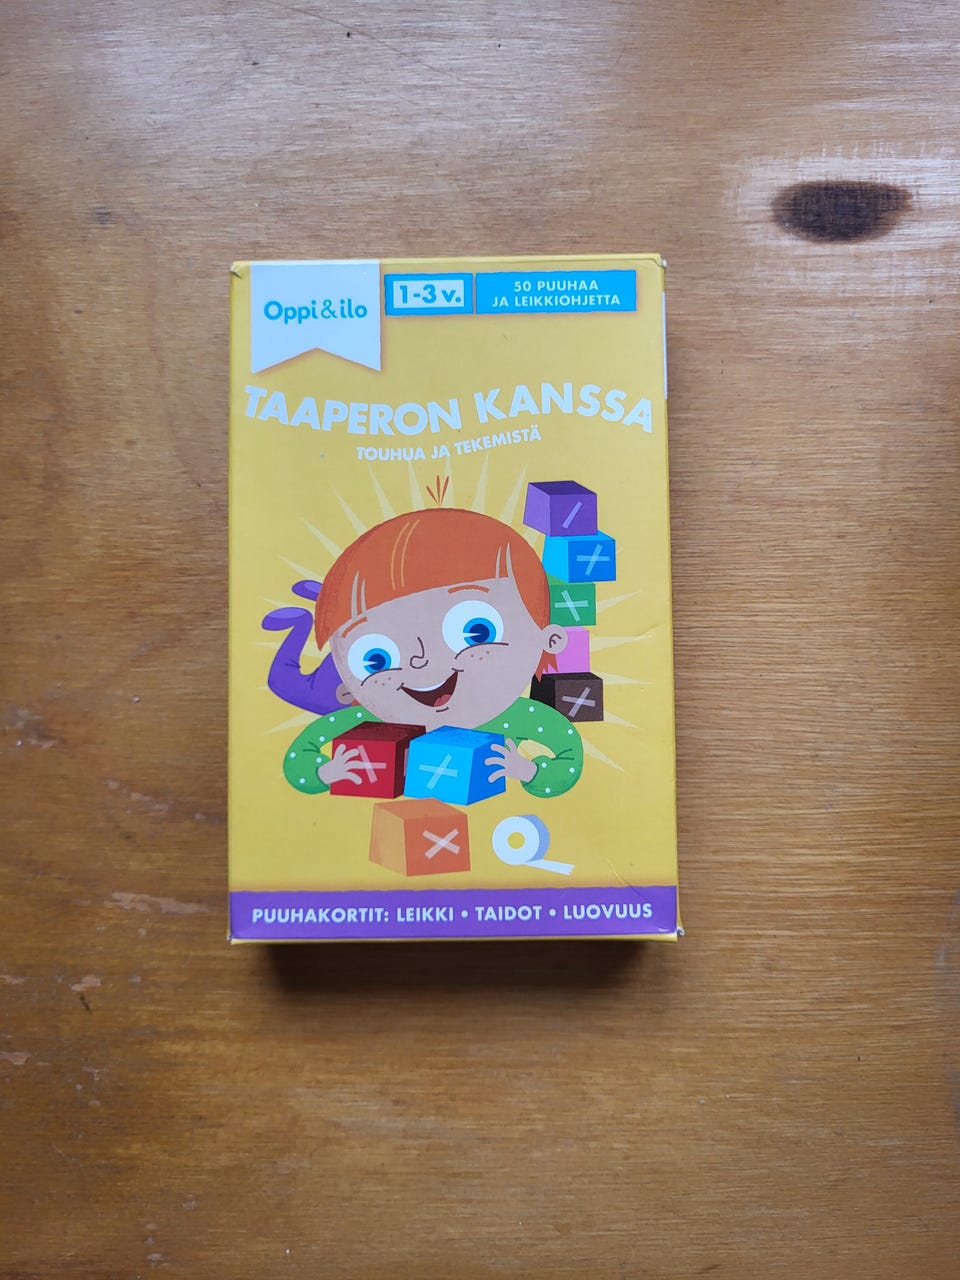 Oppi&ilo
1-3 v.
50 PUUHAA
JA LEIKKIOHJETTA
TAAPERON KANSSA
TOUHUA JA TEKEMISTÄ
PUUHAKORTIT: LEIKKI • TAIDOT • LUOVUUS